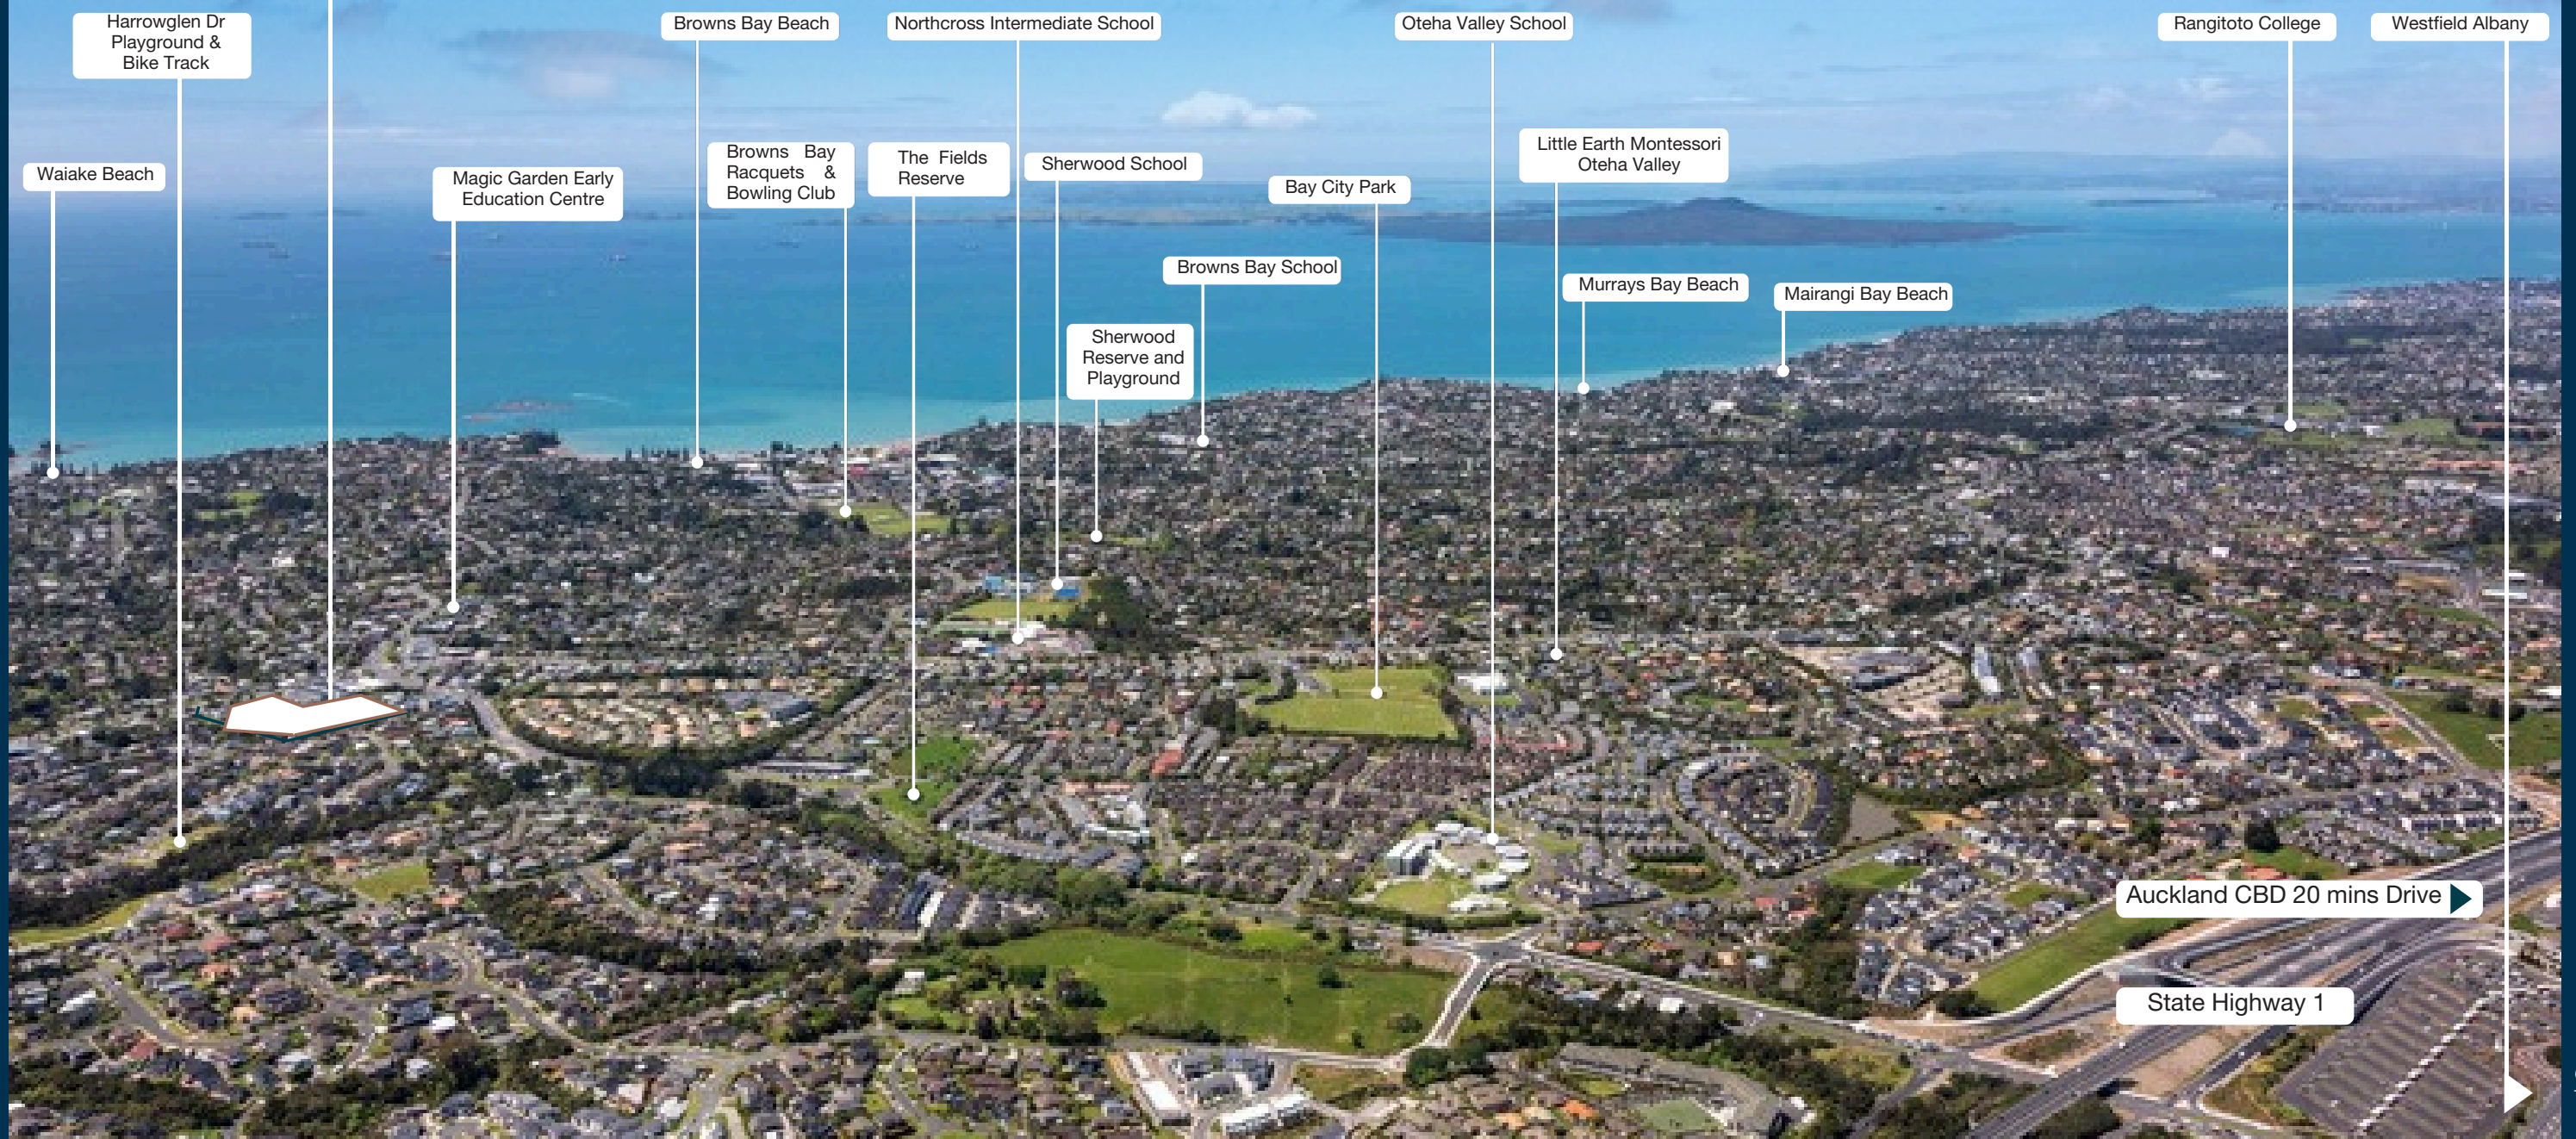 Harrowglen Dr
Playground &
Bike Track
Browns Bay Beach
Northcross Intermediate School
Oteha Valley School
Rangitoto College
Westfield Albany
Waiake Beach
Magic Garden Early
Education Centre
Browns Bay
Racquets &
Bowling Club
The Fields
Reserve
Sherwood School
Bay City Park
Little Earth Montessori
Oteha Valley
Browns Bay School
Murrays Bay Beach
Mairangi Bay Beach
Sherwood
Reserve and
Playground
Auckland CBD 20 mins Drive
State Highway 1